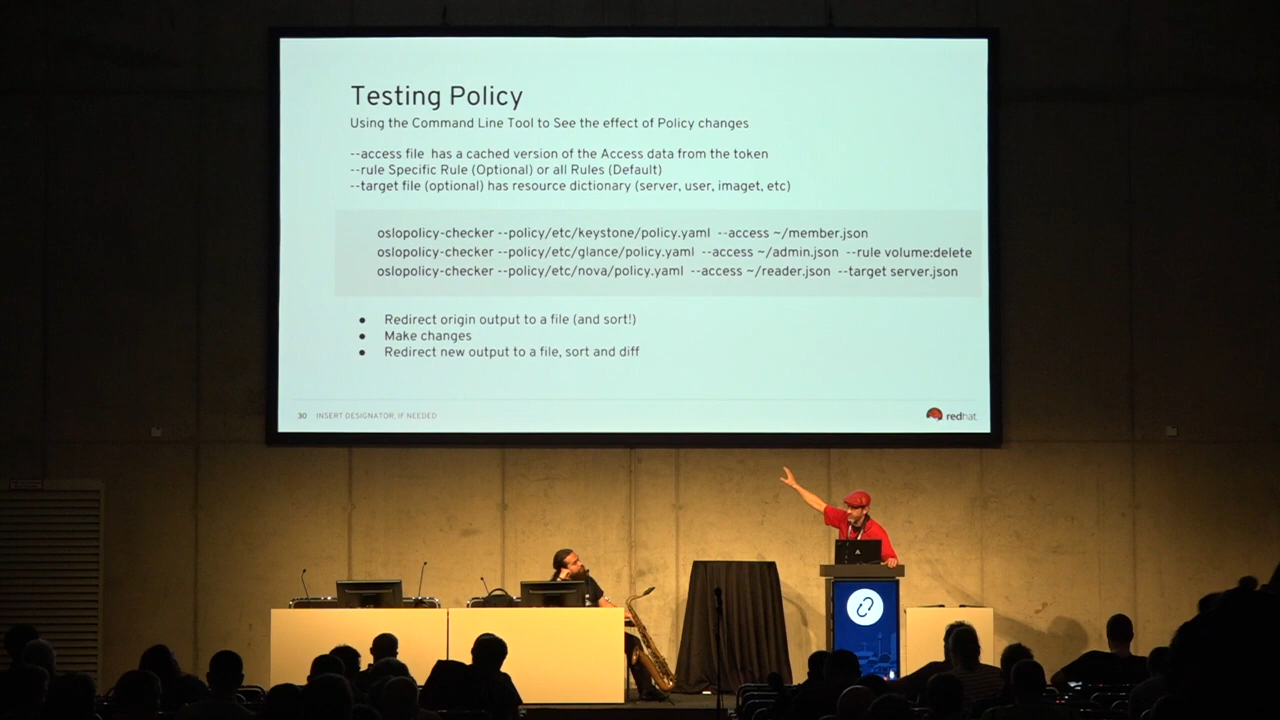 Testing Policy
Using the Command Line Tool to See the effect of Policy changes
--access file has a cached version of the Access data from the token
--rule Specific Rule (Optional) or all Rules (Default)
--target file (optional) has resource dictionary (server, user, imaget, etc)
oslopolicy-checker --policy/etc/keystone/policy.yaml --access ~/member.json
oslopolicy-checker --policy/etc/glance/policy.yaml --access ~/admin.json --rule volume:delete
oslopolicy-checker --policy/etc/nova/policy.yaml --access ~/reader.json --target server.json
● Redirect origin output to a file (and sort!)
● Make changes
● Redirect new output to a file, sort and diff
30 INSERT DESIGNATOR, IF NEEDED
redhat